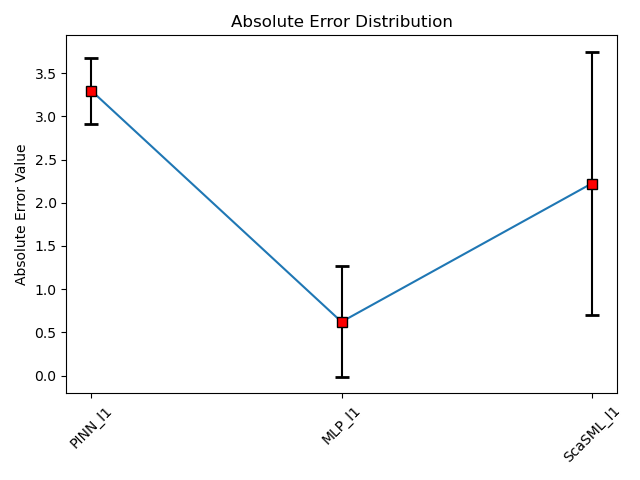 Absolute Error Distribution
Absolute Error Value
3.5
3.0
2.5
2.0
1.5
1.0
0.5
0.0
PINN_l1
MLP_l1
ScaSML_l1